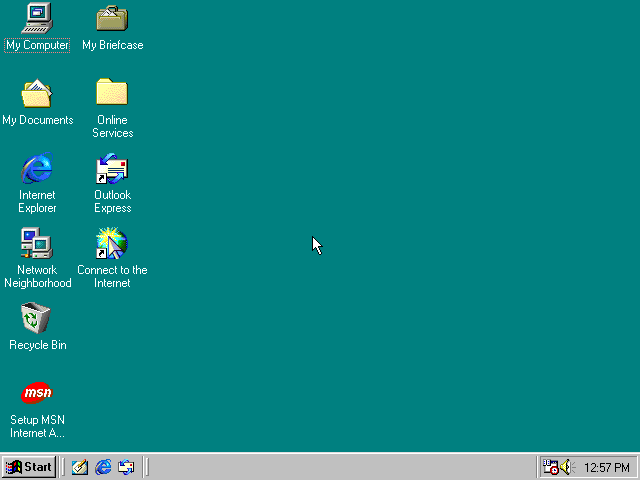 My Computer
My Briefcase
My Documents
Online
Services
Internet
Explorer
Outlook
Express
Network
Neighborhood
Connect to the
Internet
Recycle Bin
msn
Setup MSN
Internet A...
Start
12:57 PM